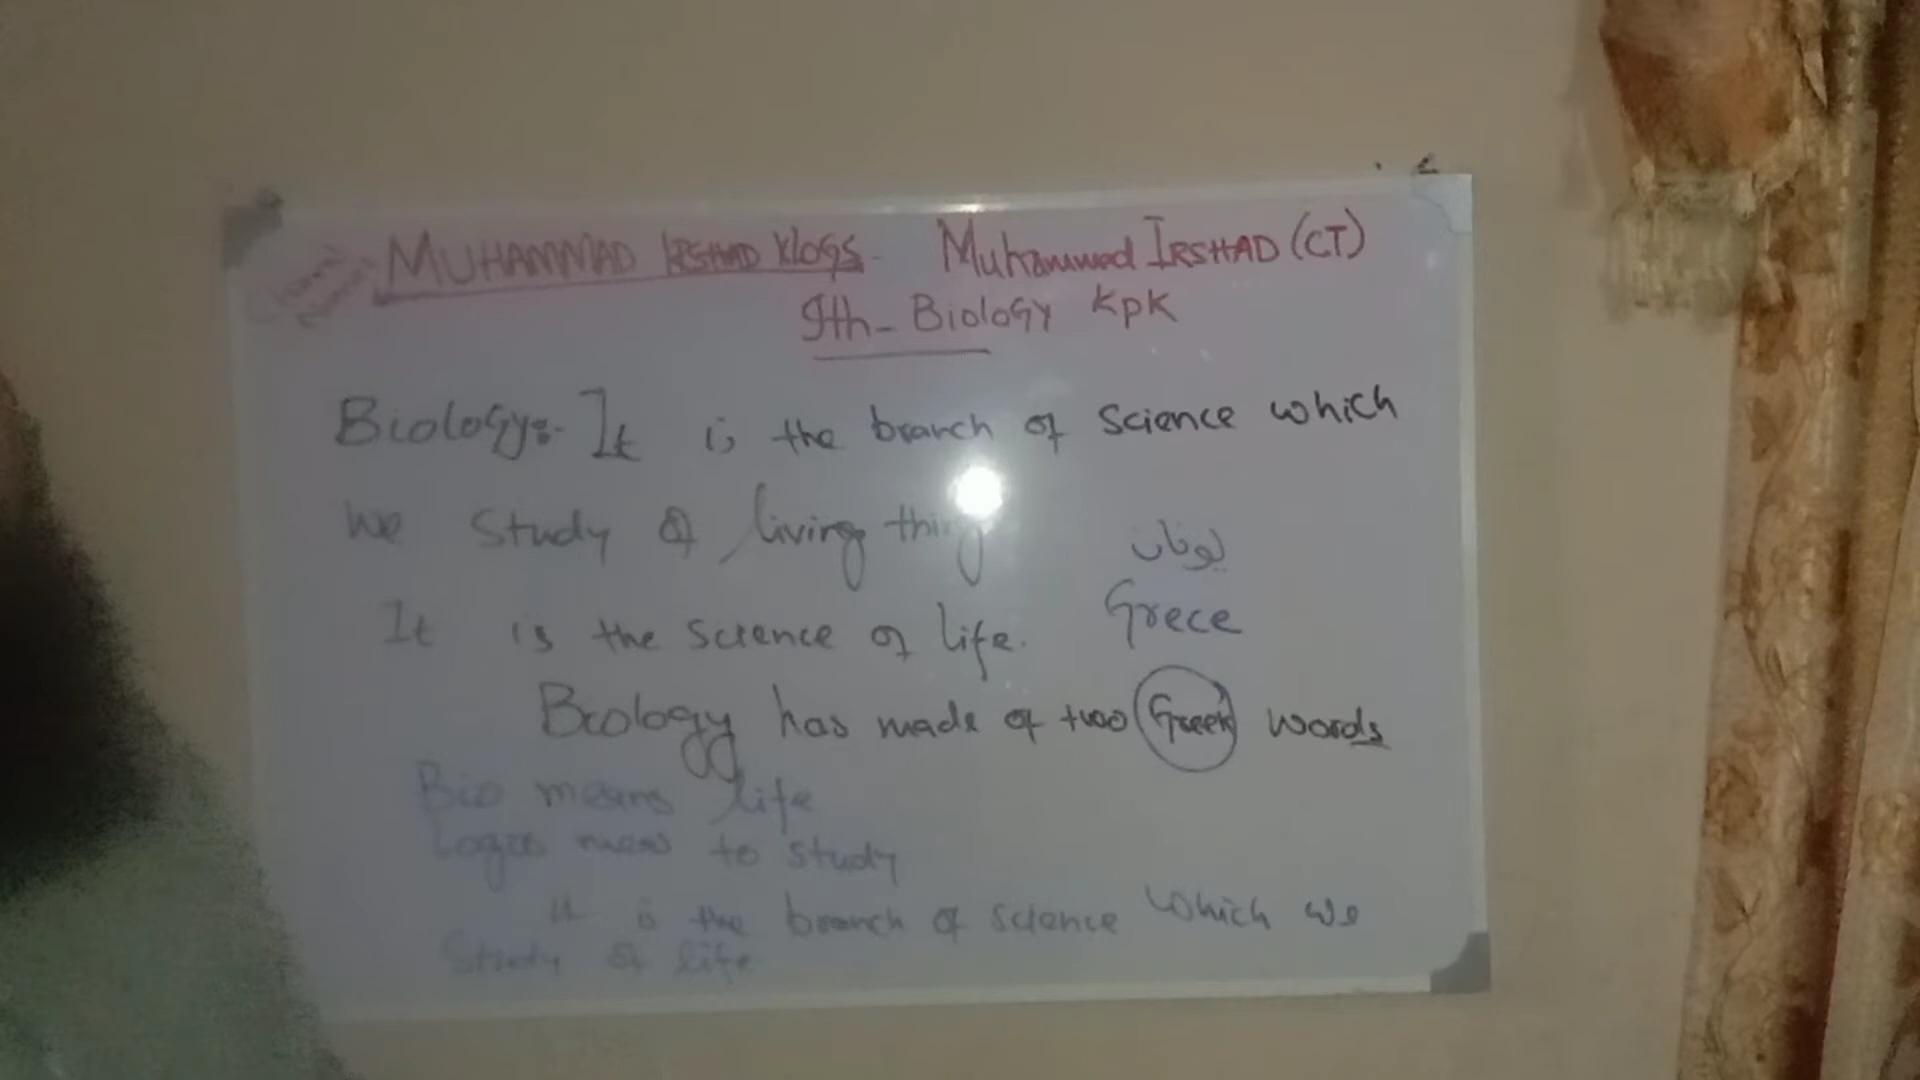 MUHAMMAD IRSHAD VLOGS. Muhammad IRSHAD (CT)
9th- BioloGY KPK
Biology:- It is the branch of Science which
we study of living thing
یونان
It is the Science of life. Grece
Biology has made of two Greek words
Bio means life
Logos mean to study
It is the branch of science which we
Study of life